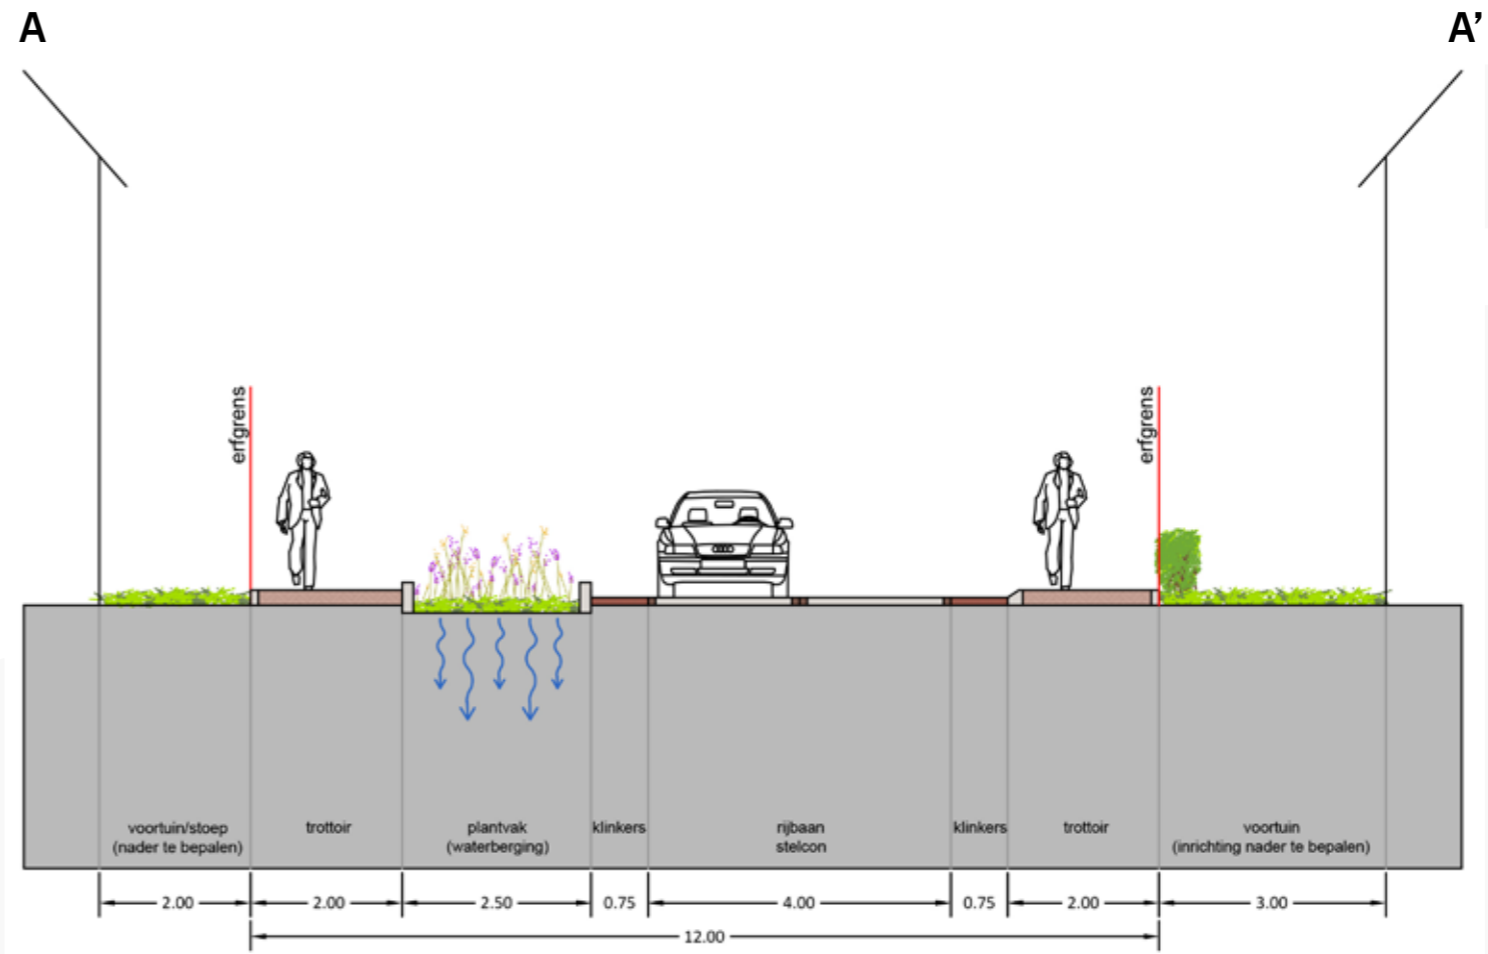 A
A’
erfgrens
erfgrens
voortuin/stoep
(nader te bepalen)
trottoir
plantvak
(waterberging)
klinkers
rijbaan
stelcon
klinkers
trottoir
voortuin
(inrichting nader te bepalen)
2.00
2.00
2.50
0.75
4.00
0.75
2.00
3.00
12.00